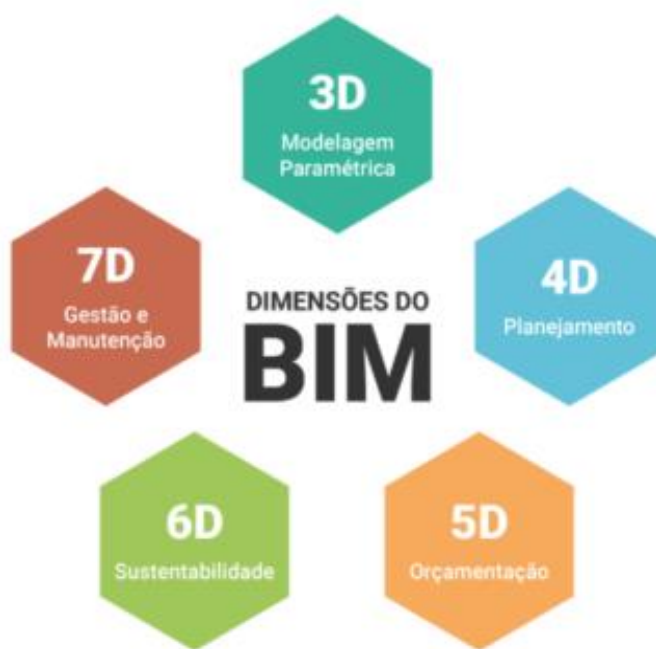 3D
Modelagem
Paramétrica
7D
Gestão e
Manutenção
DIMENSÕES DO
BIM
4D
Planejamento
6D
Sustentabilidade
5D
Orçamentação